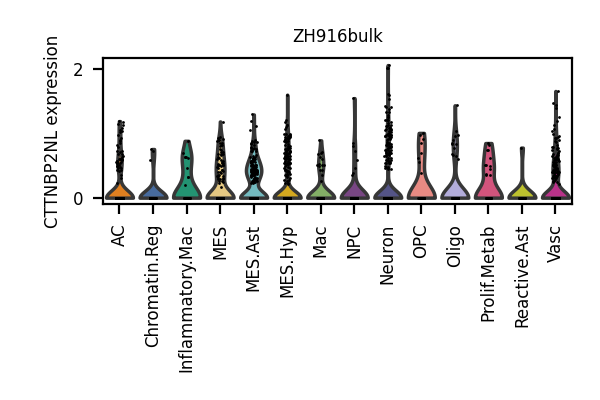 ZH916bulk
CTTNBP2NL expression
2
0
AC
Chromatin.Reg
Inflammatory.Mac
MES
MES.Ast
MES.Hyp
Mac
NPC
Neuron
OPC
Oligo
Prolif.Metab
Reactive.Ast
Vasc